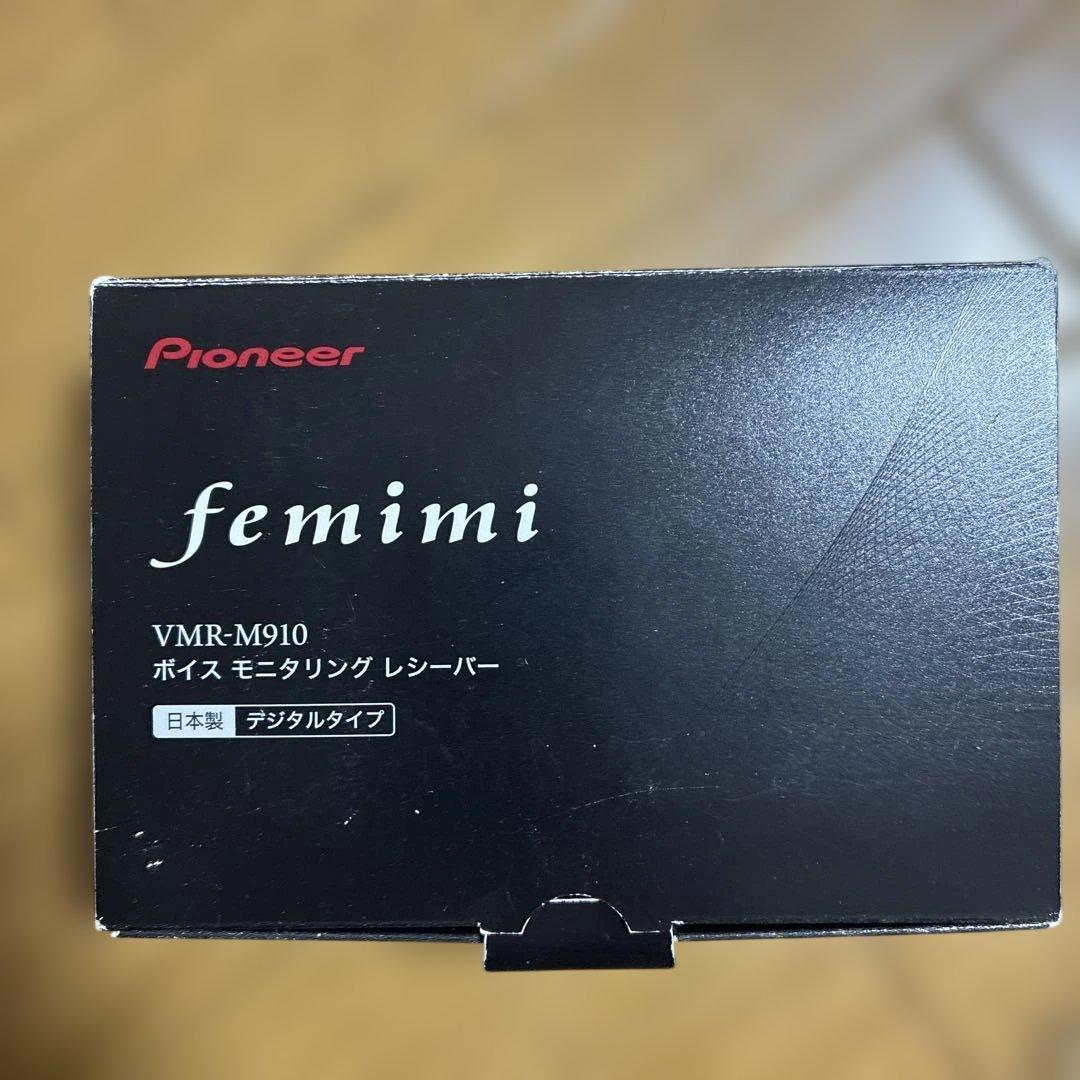 Pioneer
femimi
VMR-M910
ボイス モニタリング レシーバー
日本製 デジタルタイプ